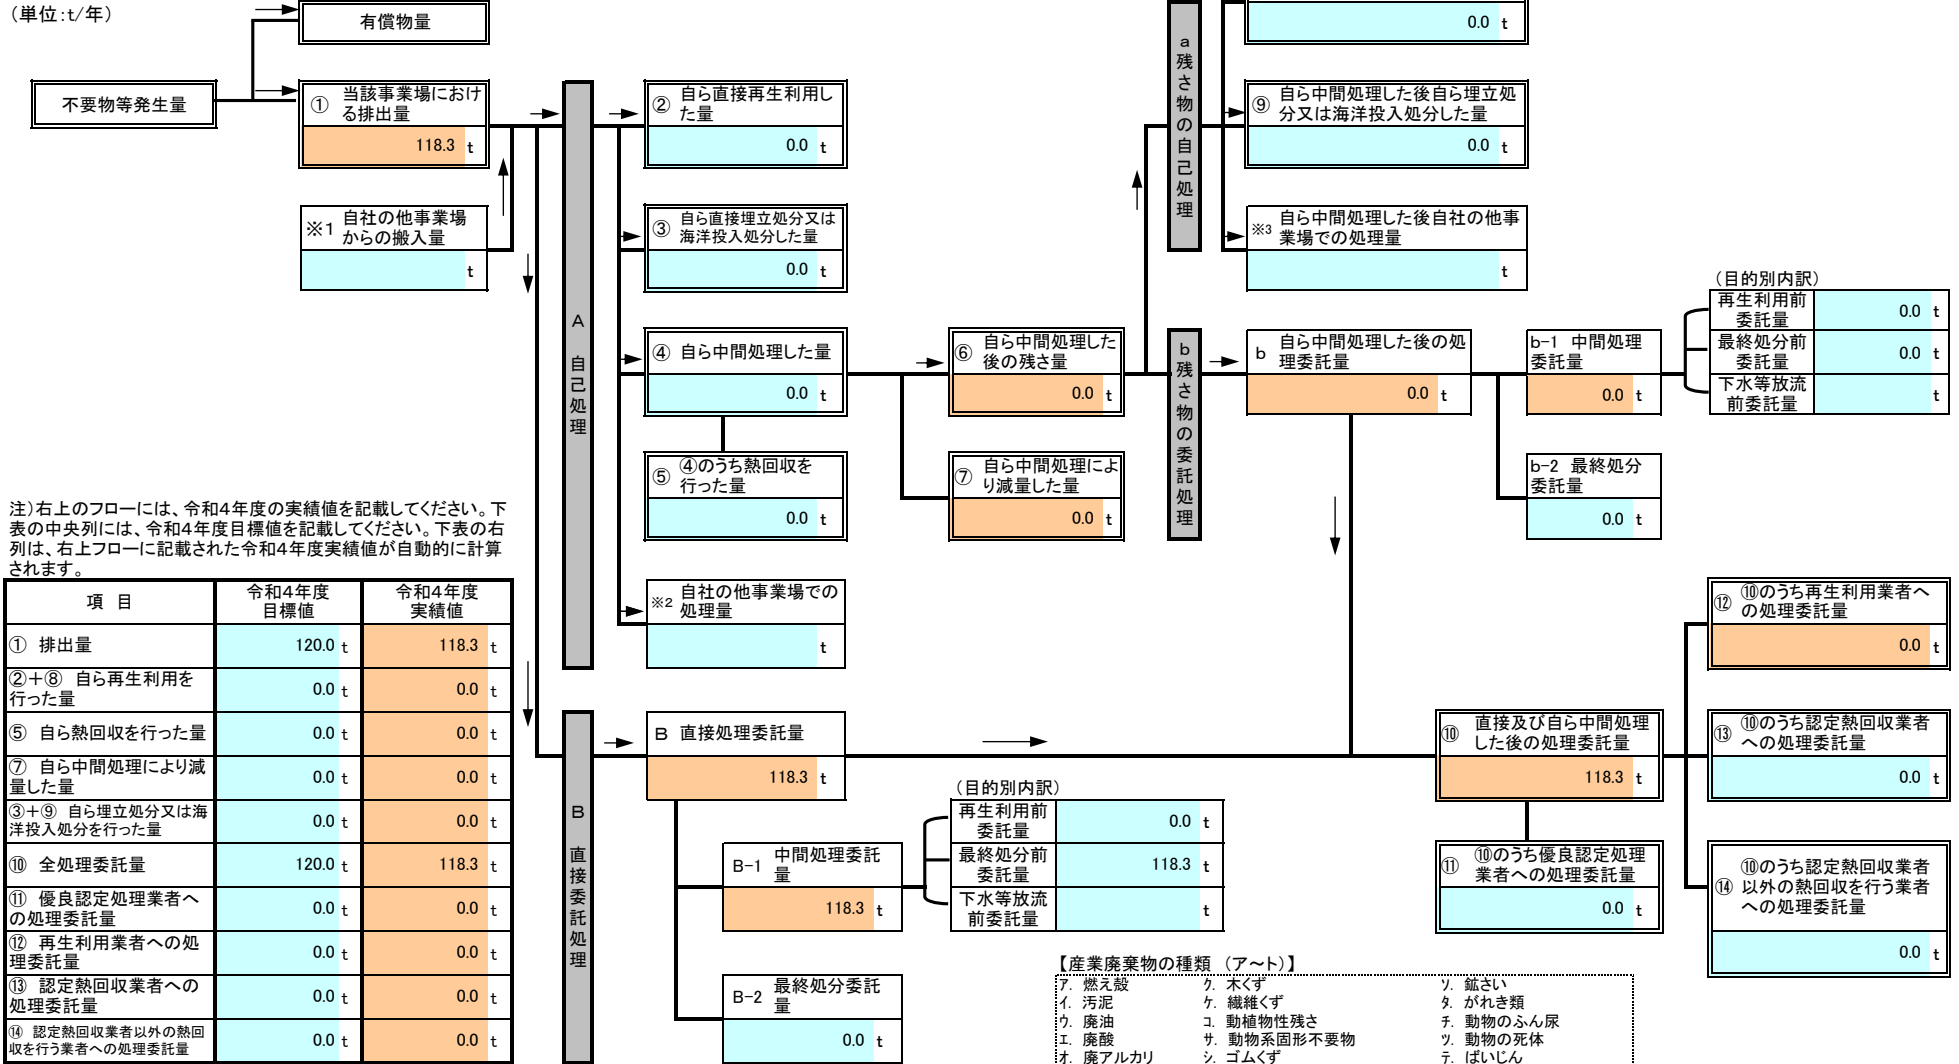 (単位:t/年)
有償物量
不要物等発生量
① 当該事業場におけ
る排出量
118.3 t
※1 自社の他事業場
からの搬入量
t
A 自己処理
② 自ら直接再生利用し
た量
0.0 t
③ 自ら直接埋立処分又は
海洋投入処分した量
0.0 t
④ 自ら中間処理した量
0.0 t
⑤ ④のうち熱回収を
行った量
0.0 t
※2 自社の他事業場での
処理量
t
⑥ 自ら中間処理した
後の残さ量
0.0 t
⑦ 自ら中間処理によ
り減量した量
0.0 t
a 残さ物の自己処理
0.0 t
⑨ 自ら中間処理した後自ら埋立処
分又は海洋投入処分した量
0.0 t
※3 自ら中間処理した後自社の他事
業場での処理量
t
b 残さ物の委託処理
b 自ら中間処理した後の処
理委託量
0.0 t
b-1 中間処理
委託量
0.0 t
(目的別内訳)
再生利用前
委託量 0.0 t
最終処分前
委託量 0.0 t
下水等放流
前委託量 t
b-2 最終処分
委託量
0.0 t
注)右上のフローには、令和4年度の実績値を記載してください。下
表の中央列には、令和4年度目標値を記載してください。下表の右
列は、右上フローに記載された令和4年度実績値が自動的に計算
されます。
項 目 令和4年度
目標値 令和4年度
実績値
① 排出量 120.0 t 118.3 t
②+⑧ 自ら再生利用を
行った量 0.0 t 0.0 t
⑤ 自ら熱回収を行った量 0.0 t 0.0 t
⑦ 自ら中間処理により減
量した量 0.0 t 0.0 t
③+⑨ 自ら埋立処分又は海
洋投入処分を行った量 0.0 t 0.0 t
⑩ 全処理委託量 120.0 t 118.3 t
⑪ 優良認定処理業者へ
の処理委託量 0.0 t 0.0 t
⑫ 再生利用業者への処
理委託量 0.0 t 0.0 t
⑬ 認定熱回収業者への
処理委託量 0.0 t 0.0 t
⑭ 認定熱回収業者以外の熱回
収を行う業者への処理委託量 0.0 t 0.0 t
B 直接委託処理
B 直接処理委託量
118.3 t
B-1 中間処理委託
量
118.3 t
(目的別内訳)
再生利用前
委託量 0.0 t
最終処分前
委託量 118.3 t
下水等放流
前委託量 t
B-2 最終処分委託
量
0.0 t
⑩ 直接及び自ら中間処理
した後の処理委託量
118.3 t
⑪ ⑩のうち優良認定処理
業者への処理委託量
0.0 t
⑫ ⑩のうち再生利用業者へ
の処理委託量
0.0 t
⑬ ⑩のうち認定熱回収業者
への処理委託量
0.0 t
⑭ ⑩のうち認定熱回収業者
以外の熱回収を行う業者
への処理委託量
0.0 t
【産業廃棄物の種類 (ア~ト)】
ア. 燃え殻 ク. 木くず ソ. 鉱さい
イ. 汚泥 ケ. 繊維くず タ. がれき類
ウ. 廃油 コ. 動植物性残さ チ. 動物のふん尿
エ. 廃酸 サ. 動物系固形不要物 ツ. 動物の死体
オ. 廃アルカリ シ. ゴムくず テ. ばいじん